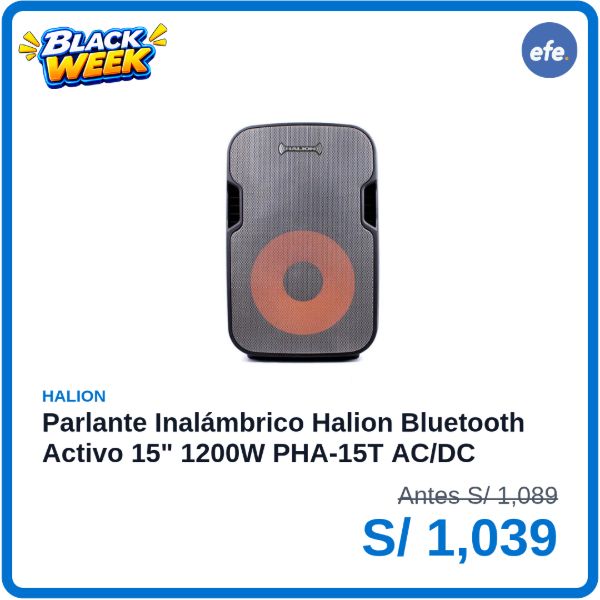 BLACK
WEEK
efe.
HALION
HALION
Parlante Inalámbrico Halion Bluetooth
Activo 15" 1200W PHA-15T AC/DC
Antes S/ 1,089
S/ 1,039